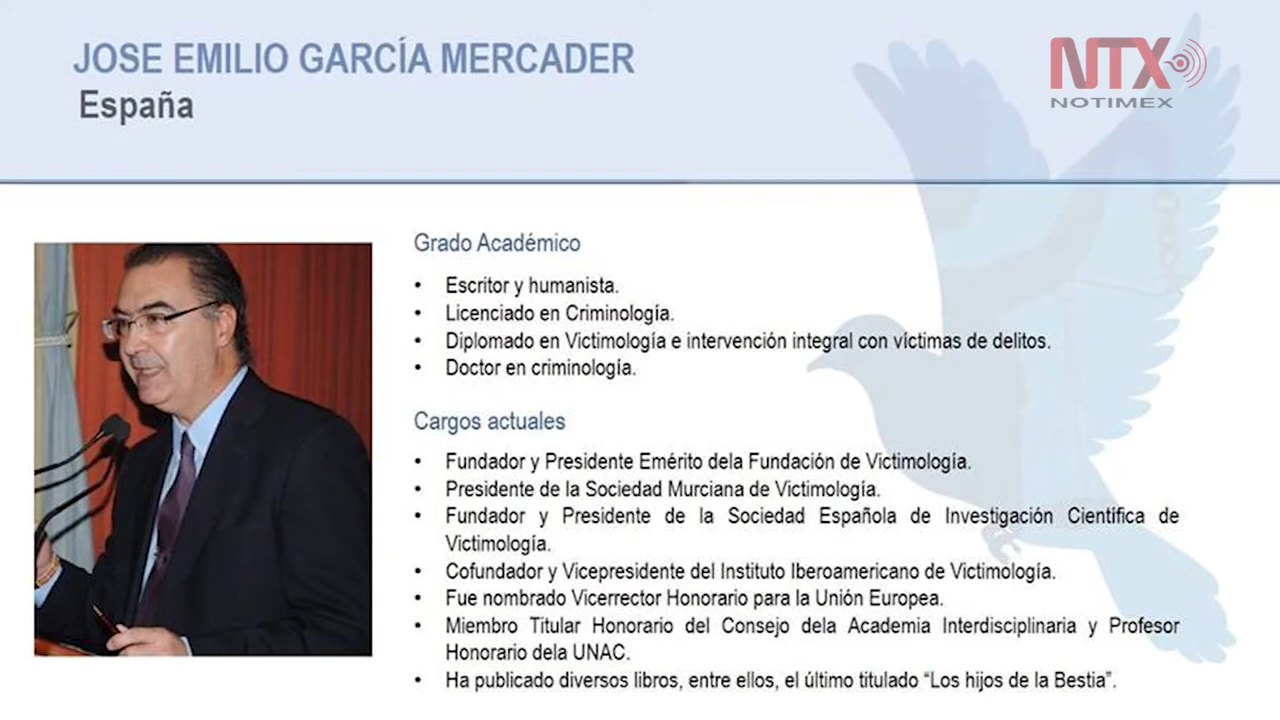 JOSE EMILIO GARCÍA MERCADER
España
NTX
NOTIMEX
Grado Académico
• Escritor y humanista.
• Licenciado en Criminología.
• Diplomado en Victimología e intervención integral con víctimas de delitos.
• Doctor en criminología.
Cargos actuales
• Fundador y Presidente Emérito dela Fundación de Victimología.
• Presidente de la Sociedad Murciana de Victimología.
• Fundador y Presidente de la Sociedad Española de Investigación Científica de
Victimología.
• Cofundador y Vicepresidente del Instituto Iberoamericano de Victimología.
• Fue nombrado Vicerrector Honorario para la Unión Europea.
• Miembro Titular Honorario del Consejo dela Academia Interdisciplinaria y Profesor
Honorario dela UNAC.
• Ha publicado diversos libros, entre ellos, el último titulado “Los hijos de la Bestia”.